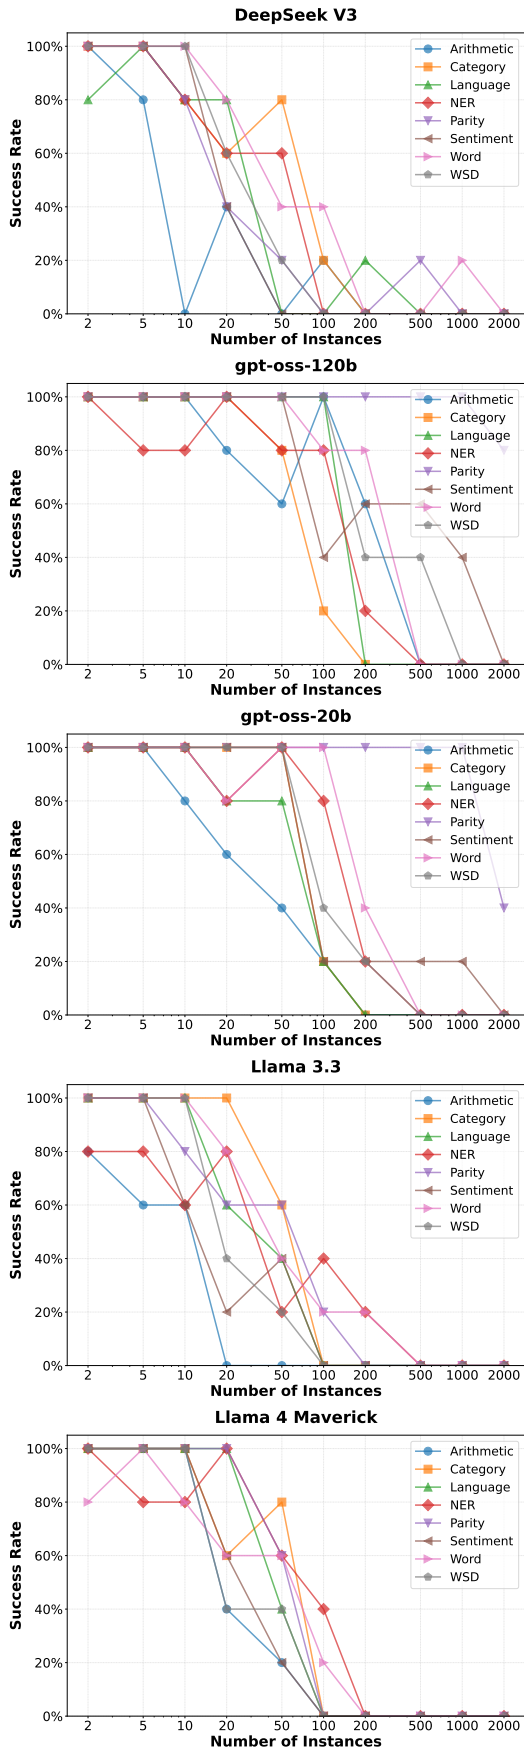 DeepSeek V3
100%
80%
60%
40%
20%
0%
Success Rate
Arithmetic
Category
Language
NER
Parity
Sentiment
Word
WSD
2 5 10 20 50 100 200 500 1000 2000
Number of Instances
gpt-oss-120b
100%
80%
60%
40%
20%
0%
Success Rate
Arithmetic
Category
Language
NER
Parity
Sentiment
Word
WSD
2 5 10 20 50 100 200 500 1000 2000
Number of Instances
gpt-oss-20b
100%
80%
60%
40%
20%
0%
Success Rate
Arithmetic
Category
Language
NER
Parity
Sentiment
Word
WSD
2 5 10 20 50 100 200 500 1000 2000
Number of Instances
Llama 3.3
100%
80%
60%
40%
20%
0%
Success Rate
Arithmetic
Category
Language
NER
Parity
Sentiment
Word
WSD
2 5 10 20 50 100 200 500 1000 2000
Number of Instances
Llama 4 Maverick
100%
80%
60%
40%
20%
0%
Success Rate
Arithmetic
Category
Language
NER
Parity
Sentiment
Word
WSD
2 5 10 20 50 100 200 500 1000 2000
Number of Instances